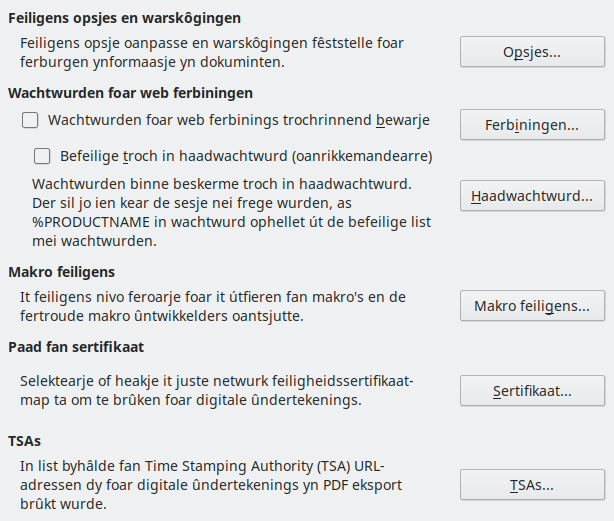 Feiligens opsjes en warskôgingen
Feiligens opsje oanpasse en warskôgingen fêststelle foar
ferburgen ynformaasje yn dokuminten.
Opsjes...
Wachtwurden foar web ferbiningen
Wachtwurden foar web ferbinings trochrinnend bewarje
Ferbiningen...
Befeilige troch in haadwachtwurd (oanrikkemandearre)
Wachtwurden binne beskerme troch in haadwachtwurd.
Der sil jo ien kear de sesje nei frege wurden, as
%PRODUCTNAME in wachtwurd ophellet út de befeilige list
mei wachtwurden.
Haadwachtwurd...
Makro feiligens
It feiligens nivo feroarje foar it útfieren fan makro's en de
fertroude makro ûntwikkelders oantsjutte.
Makro feiligens...
Paad fan sertifikaat
Selektearje of heakje it juste netwurk feiligheidssertifikaat-
map ta om te brûken foar digitale ûndertekenings.
Sertifikaat...
TSAs
In list byhâlde fan Time Stamping Authority (TSA) URL-
adressen dy foar digitale ûndertekenings yn PDF eksport
brûkt wurde.
TSAs...